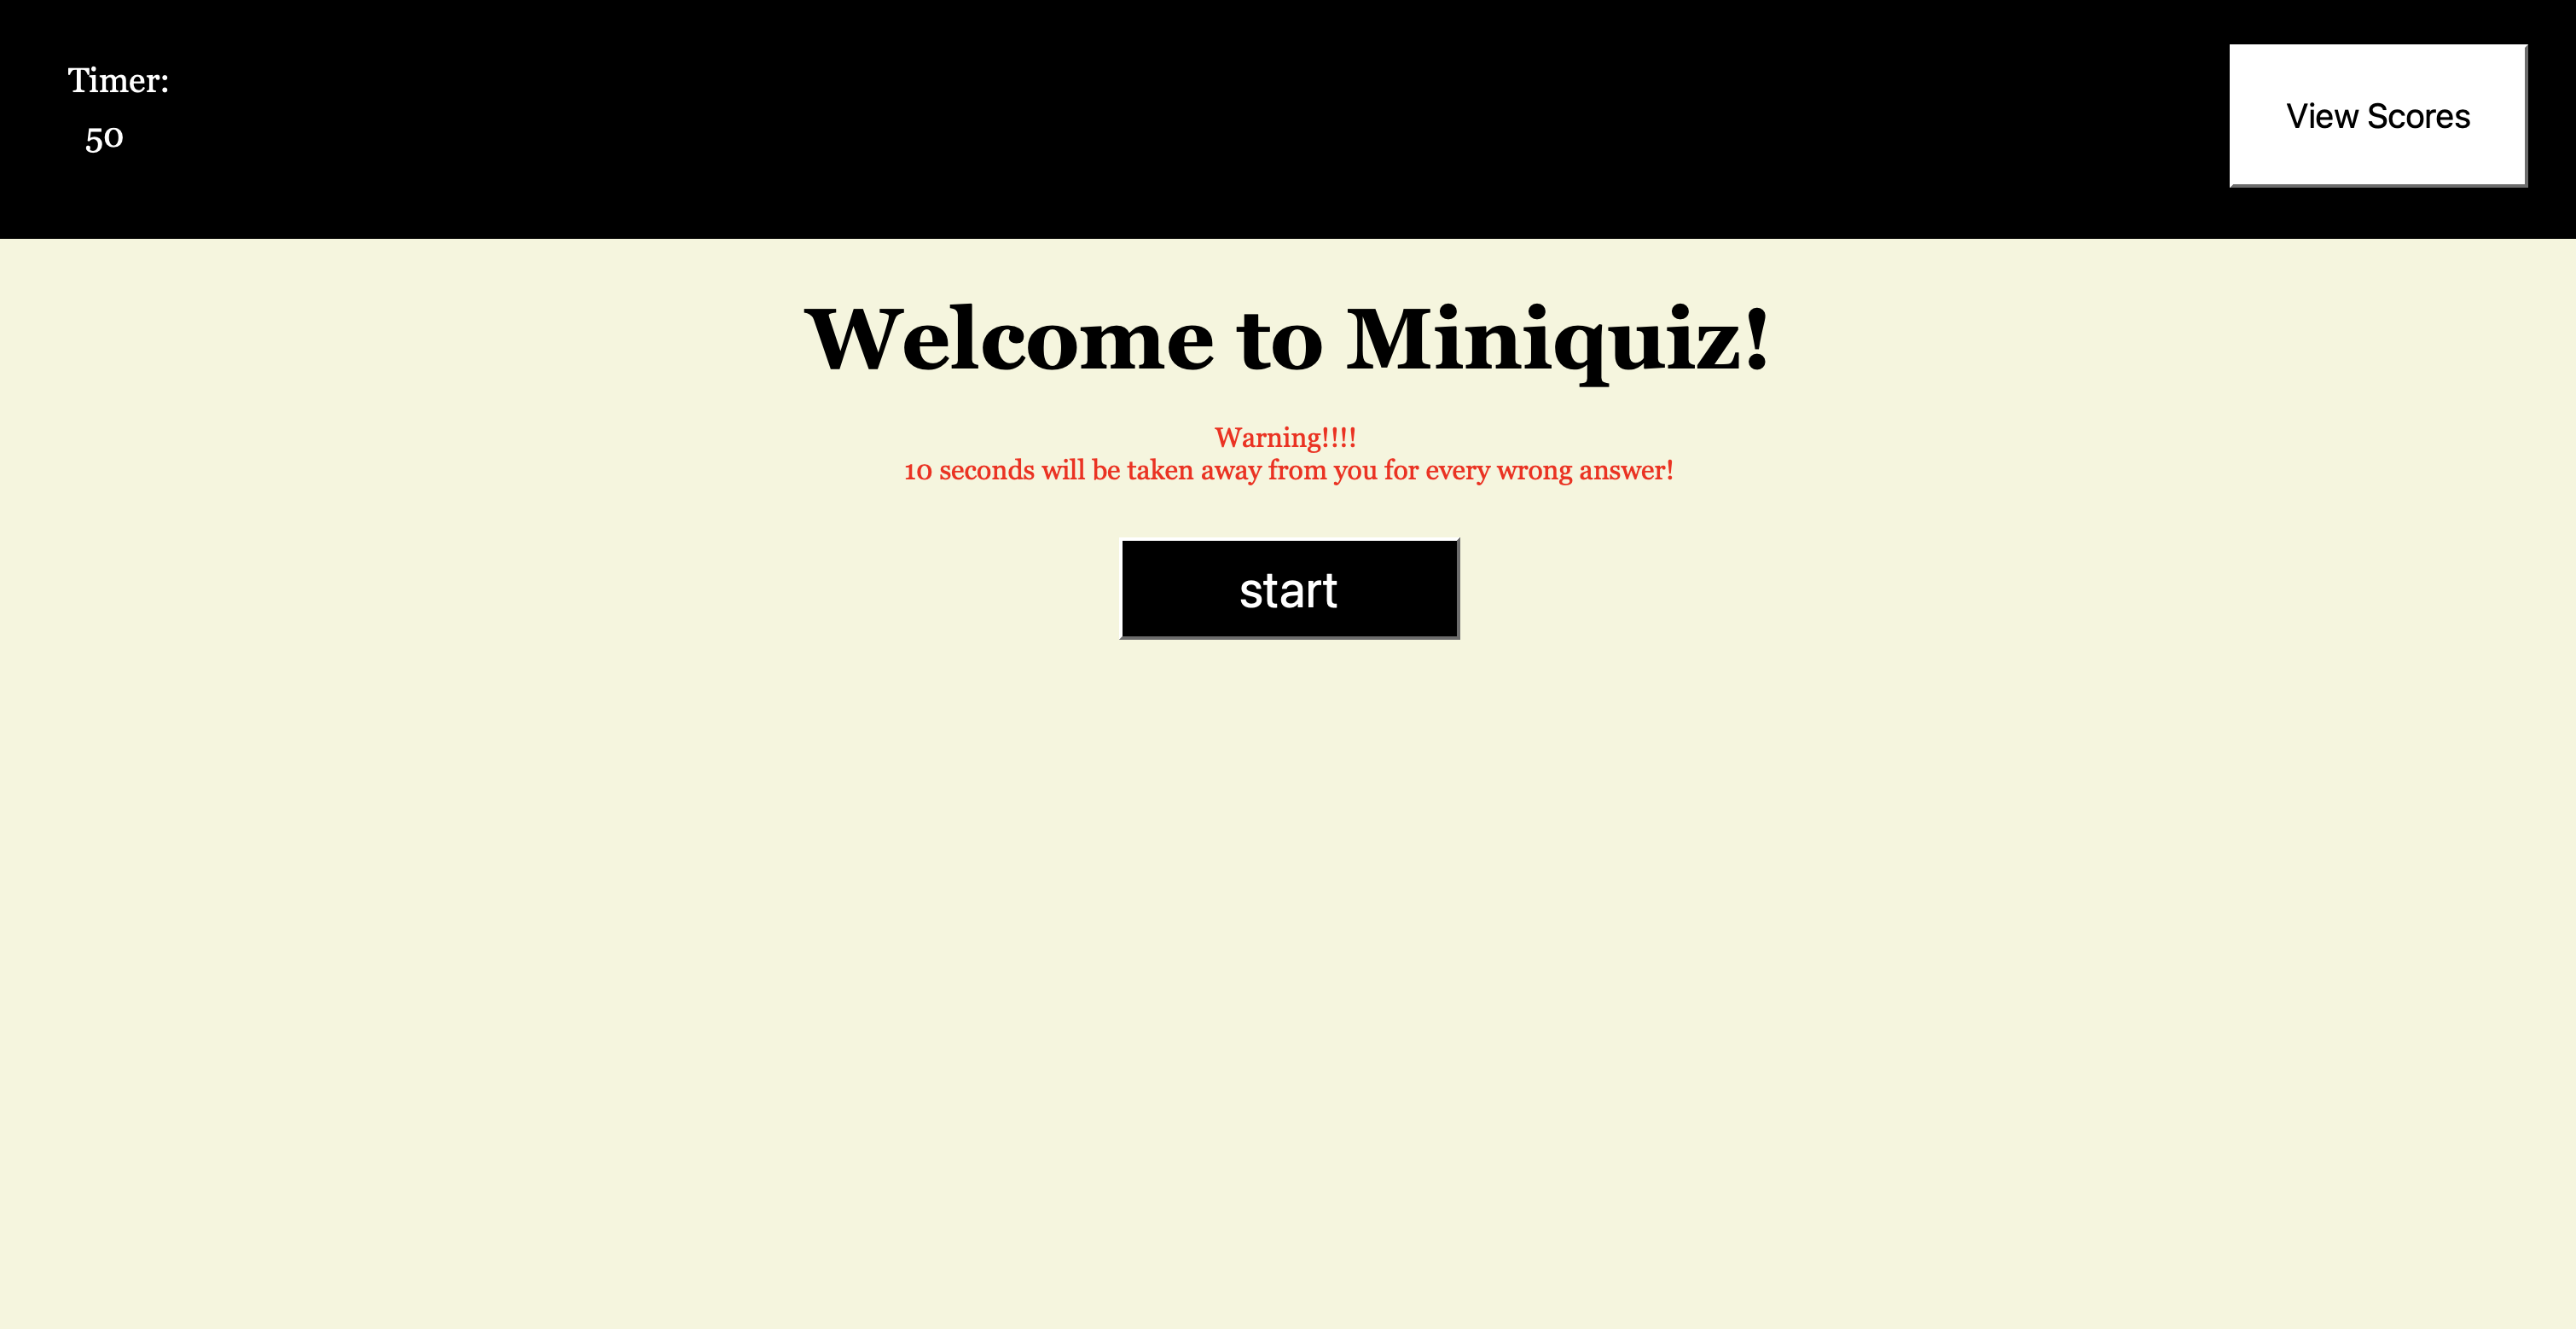 Timer:
50
View Scores
Welcome to Miniquiz!
Warning!!!!
10 seconds will be taken away from you for every wrong answer!
start